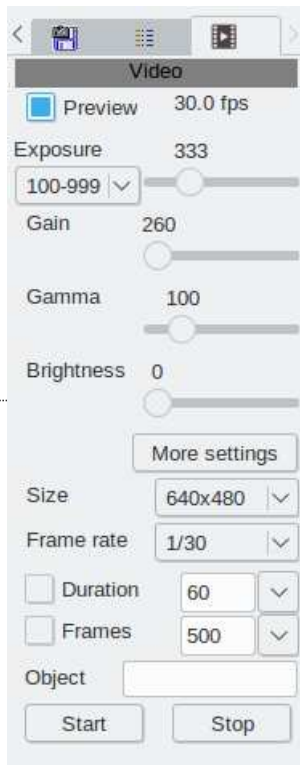 Video
Preview 30.0 fps
Exposure 333
100-999
Gain 260
Gamma 100
Brightness 0
More settings
Size 640x480
Frame rate 1/30
Duration 60
Frames 500
Object
Start Stop